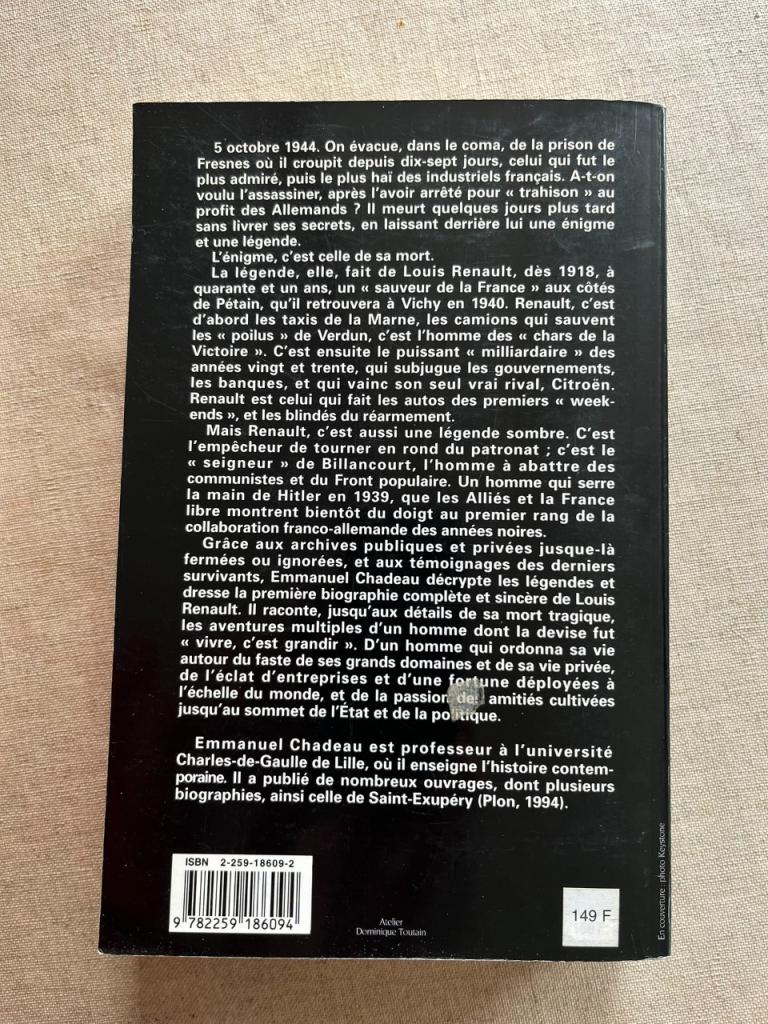 5 octobre 1944. On évacue, dans le coma, de la prison de
Fresnes où il croupit depuis dix-sept jours, celui qui fut le
plus admiré, puis le plus haï des industriels français. A-t-on
voulu l'assassiner, après l'avoir arrêté pour « trahison » au
profit des Allemands ? Il meurt quelques jours plus tard
sans livrer ses secrets, en laissant derrière lui une énigme
et une légende.
L'énigme, c'est celle de sa mort.
La légende, elle, fait de Louis Renault, dès 1918, à
quarante et un ans, un « sauveur de la France » aux côtés
de Pétain, qu'il retrouvera à Vichy en 1940. Renault, c'est
d'abord les taxis de la Marne, les camions qui sauvent
les « poilus » de Verdun, c'est l'homme des « chars de la
Victoire ». C'est ensuite le puissant « milliardaire » des
années vingt et trente, qui subjugue les gouvernements,
les banques, et qui vainc son seul vrai rival, Citroën.
Renault est celui qui fait les autos des premiers « week-
ends », et les blindés du réarmement.
Mais Renault, c'est aussi une légende sombre. C'est
l'empêcheur de tourner en rond du patronat ; c'est le
« seigneur » de Billancourt, l'homme à abattre des
communistes et du Front populaire. Un homme qui serre
la main de Hitler en 1939, que les Alliés et la France
libre montrent bientôt du doigt au premier rang de la
collaboration franco-allemande des années noires.
Grâce aux archives publiques et privées jusque-là
fermées ou ignorées, et aux témoignages des derniers
survivants, Emmanuel Chadeau décrypte les légendes et
dresse la première biographie complète et sincère de Louis
Renault. Il raconte, jusqu'aux détails de sa mort tragique,
les aventures multiples d'un homme dont la devise fut
« vivre, c'est grandir ». D'un homme qui ordonna sa vie
autour du faste de ses grands domaines et de sa vie privée,
de l'éclat d'entreprises et d'une fortune déployées à
l'échelle du monde, et de la passion des amitiés cultivées
jusqu'au sommet de l'État et de la politique.
Emmanuel Chadeau est professeur à l'université
Charles-de-Gaulle de Lille, où il enseigne l'histoire contem-
poraine. Il a publié de nombreux ouvrages, dont plusieurs
biographies, ainsi celle de Saint-Exupéry (Plon, 1994).
ISBN 2-259-18609-2
9 782259 186094
Atelier
Dominique Toutain
149 F
En couverture : photo Keystone